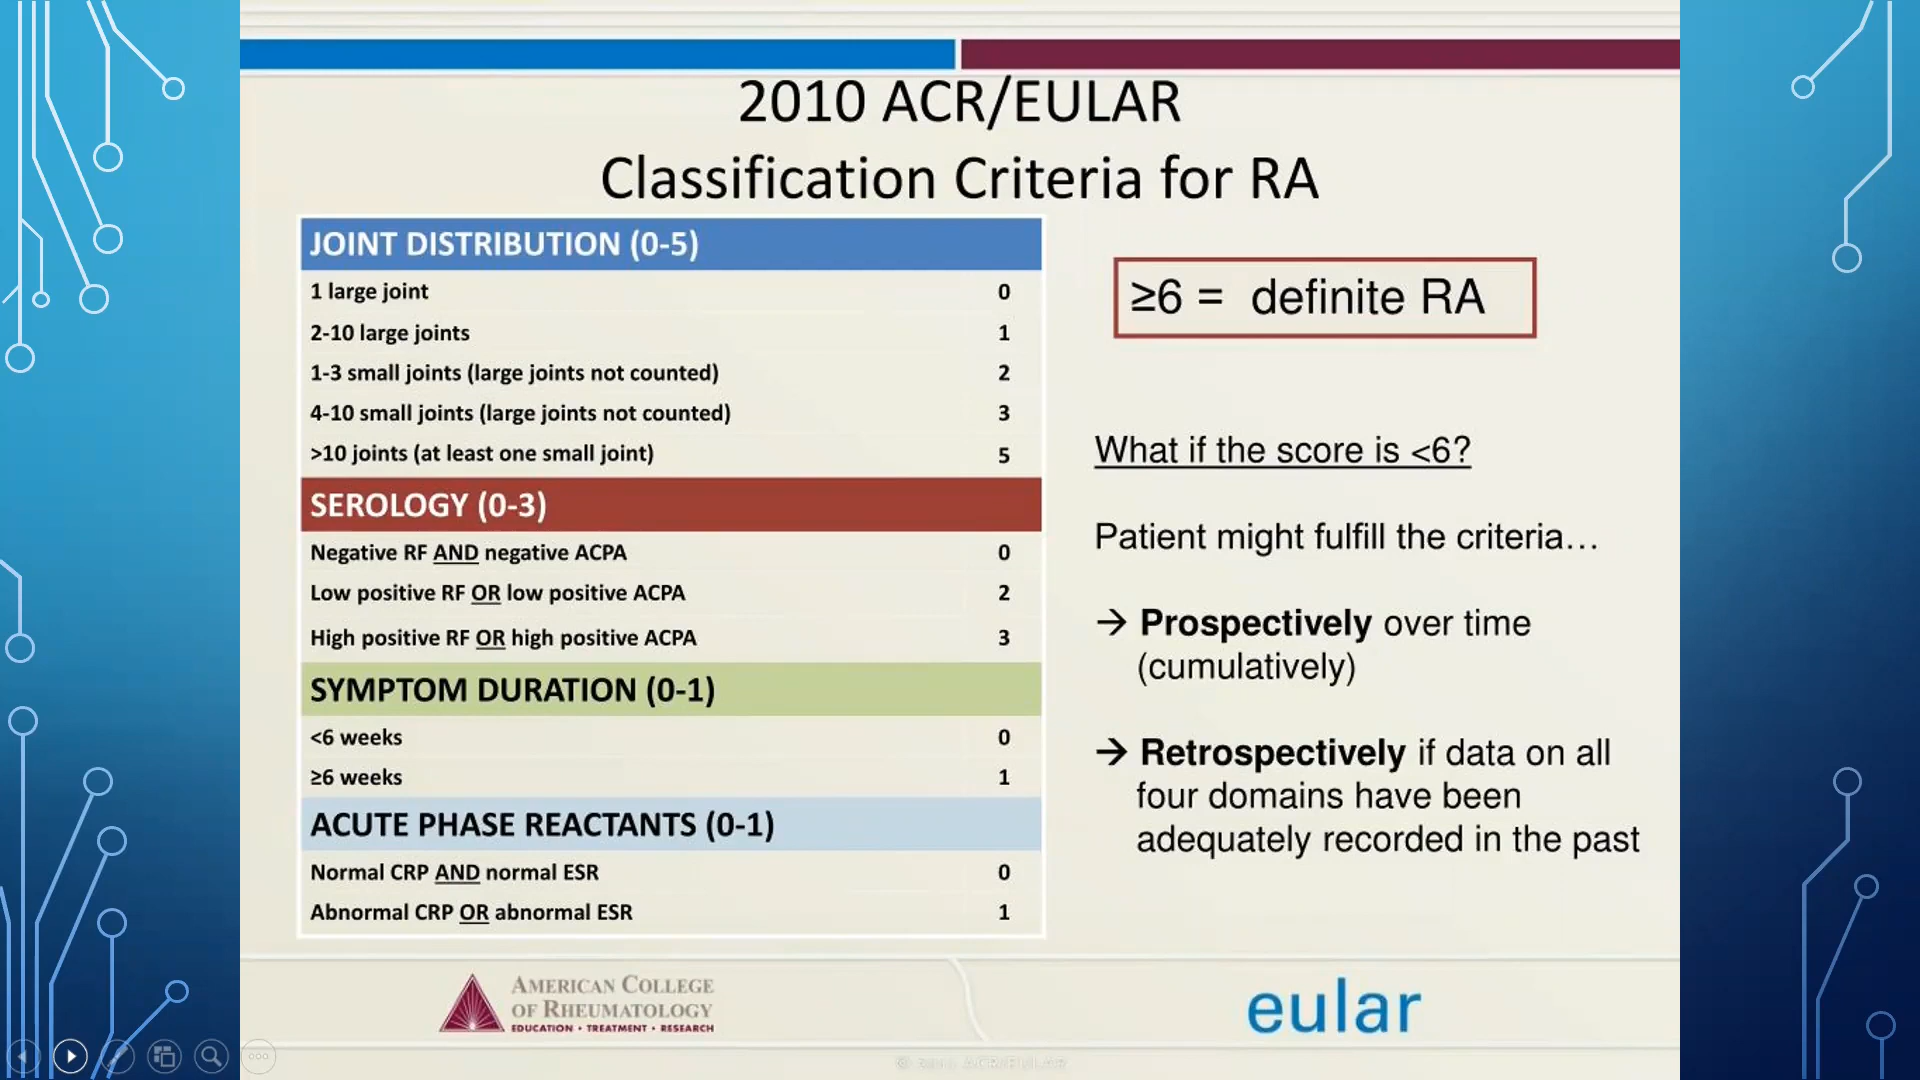 2010 ACR/EULAR
Classification Criteria for RA
JOINT DISTRIBUTION (0-5)
1 large joint 0
2-10 large joints 1
1-3 small joints (large joints not counted) 2
4-10 small joints (large joints not counted) 3
>10 joints (at least one small joint) 5
SEROLOGY (0-3)
Negative RF AND negative ACPA 0
Low positive RF OR low positive ACPA 2
High positive RF OR high positive ACPA 3
SYMPTOM DURATION (0-1)
<6 weeks 0
≥6 weeks 1
ACUTE PHASE REACTANTS (0-1)
Normal CRP AND normal ESR 0
Abnormal CRP OR abnormal ESR 1
≥6 = definite RA
What if the score is <6?
Patient might fulfill the criteria…
→ Prospectively over time
(cumulatively)
→ Retrospectively if data on all
four domains have been
adequately recorded in the past
AMERICAN COLLEGE
OF RHEUMATOLOGY
EDUCATION • TREATMENT • RESEARCH
eular